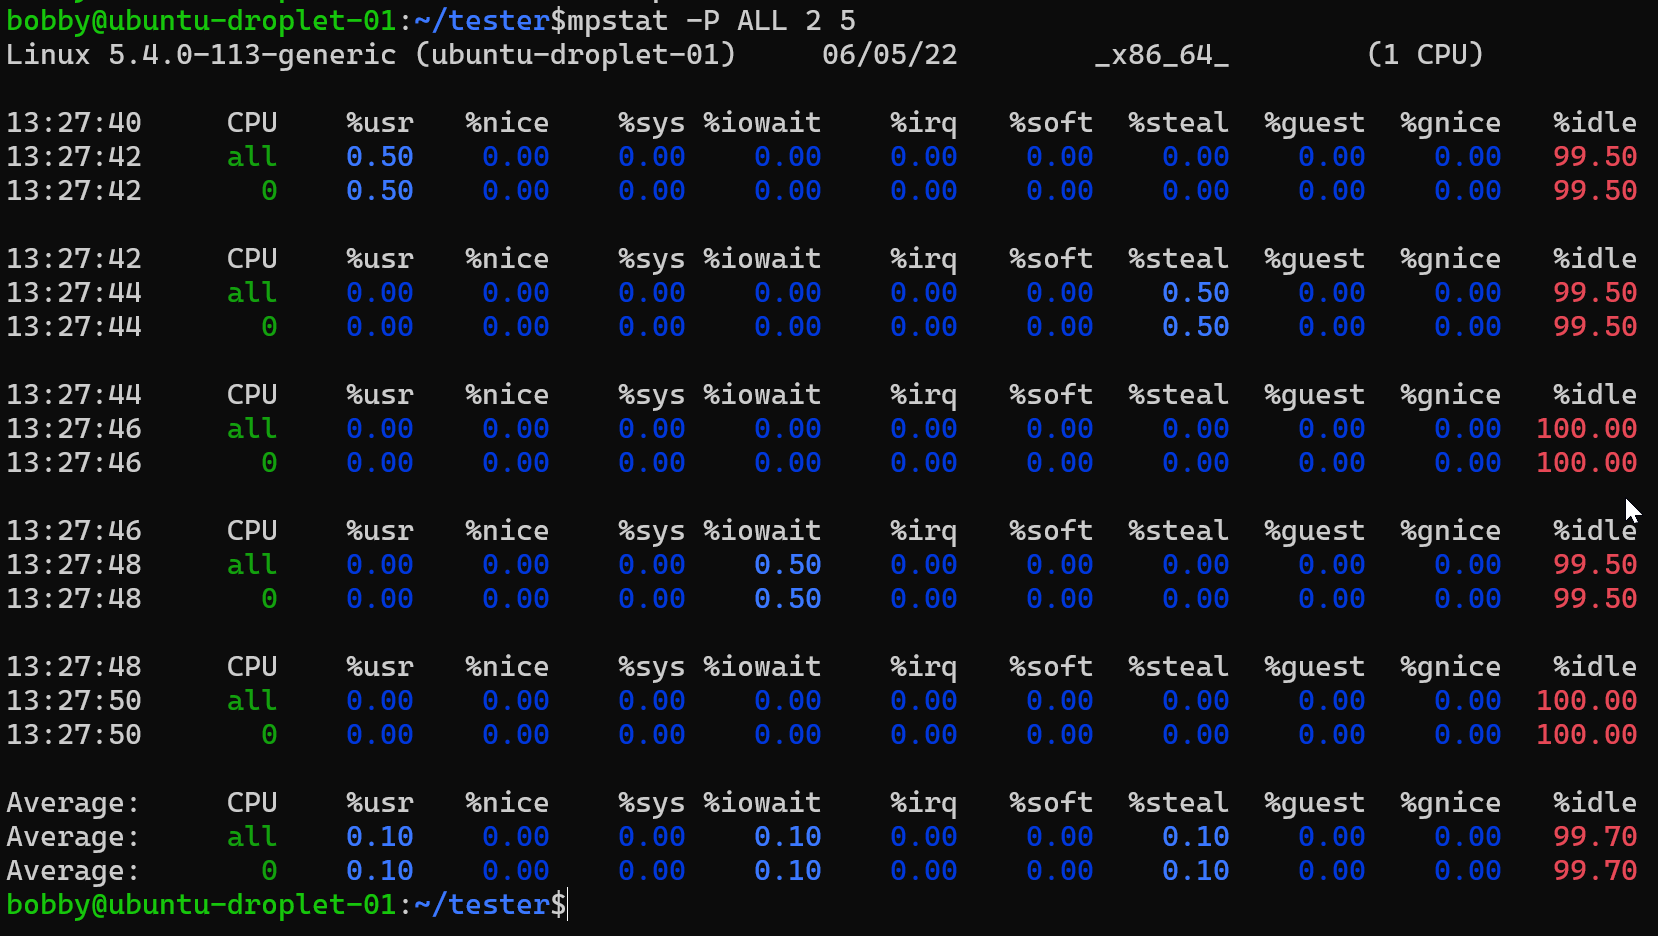 bobby@ubuntu-droplet-01:~/tester$mpstat -P ALL 2 5
Linux 5.4.0-113-generic (ubuntu-droplet-01)     06/05/22        _x86_64_        (1 CPU)
13:27:40     CPU    %usr   %nice    %sys %iowait    %irq   %soft  %steal  %guest  %gnice   %idle
13:27:42     all    0.50    0.00    0.00    0.00    0.00    0.00    0.00    0.00    0.00   99.50
13:27:42       0    0.50    0.00    0.00    0.00    0.00    0.00    0.00    0.00    0.00   99.50
13:27:42     CPU    %usr   %nice    %sys %iowait    %irq   %soft  %steal  %guest  %gnice   %idle
13:27:44     all    0.00    0.00    0.00    0.00    0.00    0.00    0.50    0.00    0.00   99.50
13:27:44       0    0.00    0.00    0.00    0.00    0.00    0.00    0.50    0.00    0.00   99.50
13:27:44     CPU    %usr   %nice    %sys %iowait    %irq   %soft  %steal  %guest  %gnice   %idle
13:27:46     all    0.00    0.00    0.00    0.00    0.00    0.00    0.00    0.00    0.00  100.00
13:27:46       0    0.00    0.00    0.00    0.00    0.00    0.00    0.00    0.00    0.00  100.00
13:27:46     CPU    %usr   %nice    %sys %iowait    %irq   %soft  %steal  %guest  %gnice   %idle
13:27:48     all    0.00    0.00    0.00    0.50    0.00    0.00    0.00    0.00    0.00   99.50
13:27:48       0    0.00    0.00    0.00    0.50    0.00    0.00    0.00    0.00    0.00   99.50
13:27:48     CPU    %usr   %nice    %sys %iowait    %irq   %soft  %steal  %guest  %gnice   %idle
13:27:50     all    0.00    0.00    0.00    0.00    0.00    0.00    0.00    0.00    0.00  100.00
13:27:50       0    0.00    0.00    0.00    0.00    0.00    0.00    0.00    0.00    0.00  100.00
Average:     CPU    %usr   %nice    %sys %iowait    %irq   %soft  %steal  %guest  %gnice   %idle
Average:     all    0.10    0.00    0.00    0.10    0.00    0.00    0.10    0.00    0.00   99.70
Average:       0    0.10    0.00    0.00    0.10    0.00    0.00    0.10    0.00    0.00   99.70
bobby@ubuntu-droplet-01:~/tester$